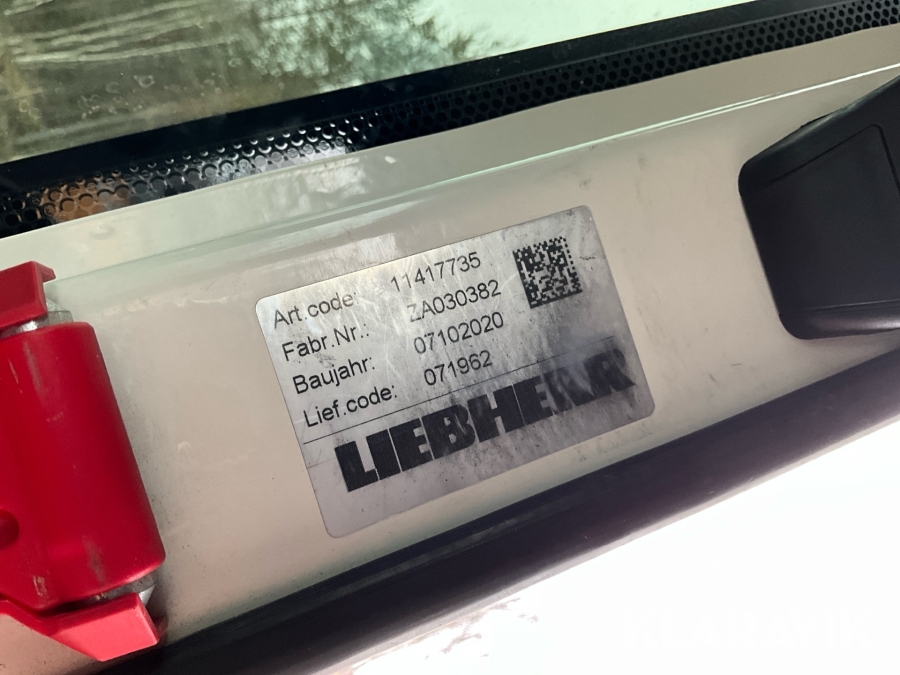 Art.code: 11417735
Fabr.Nr.: ZA030382
Baujahr: 07102020
Lief.code: 071962
LIEBHERR